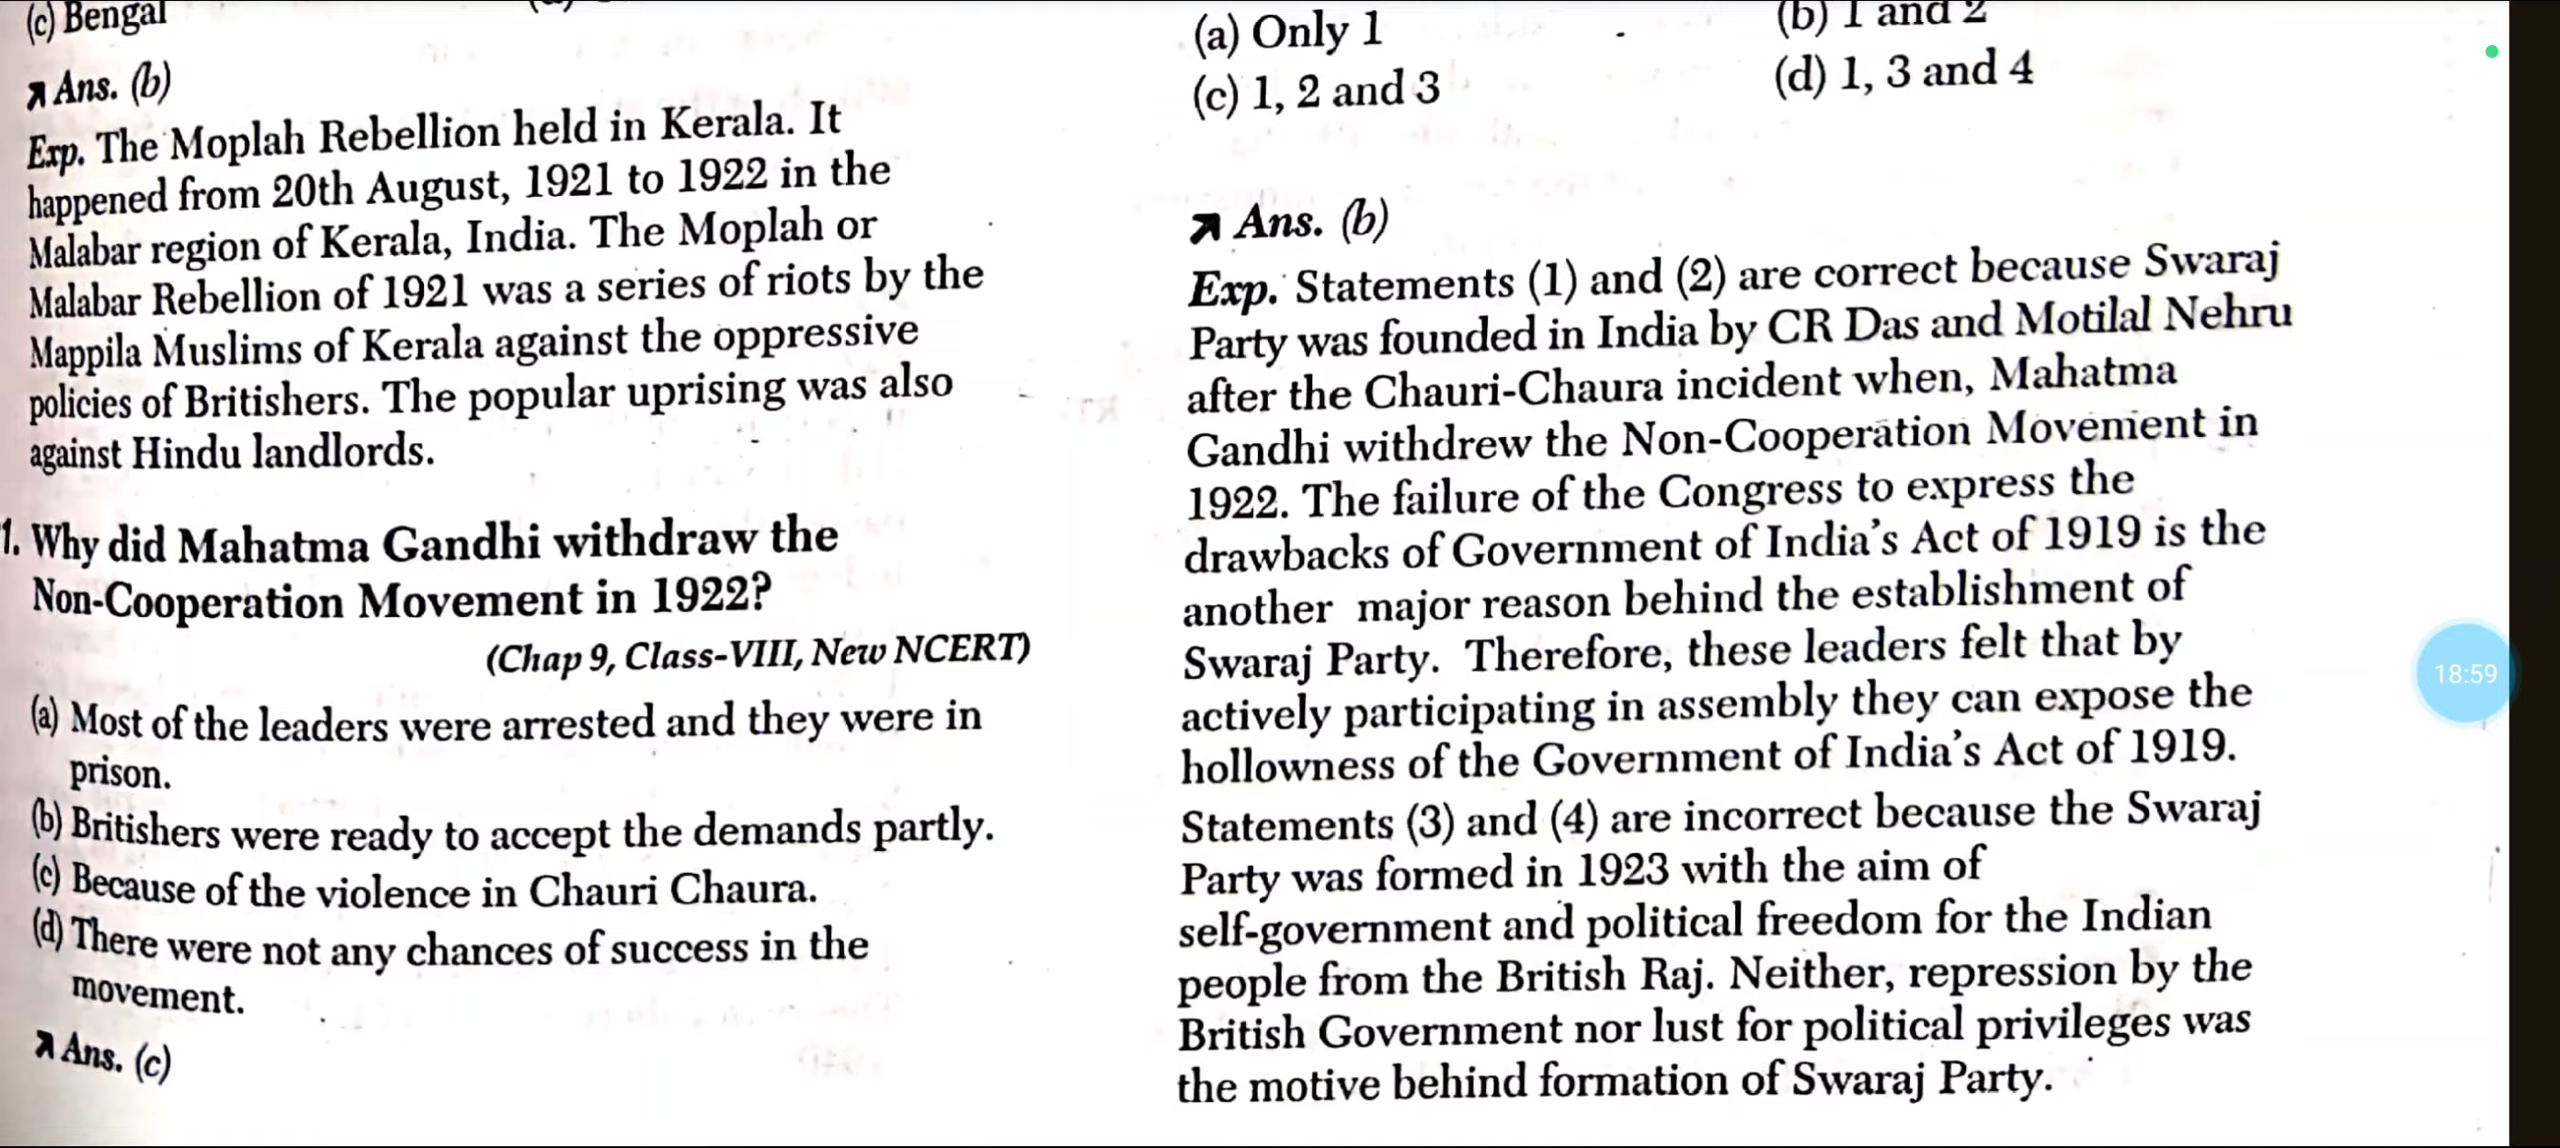 (c) Bengal
Ans. (b)
Exp. The Moplah Rebellion held in Kerala. It
happened from 20th August, 1921 to 1922 in the
Malabar region of Kerala, India. The Moplah or
Malabar Rebellion of 1921 was a series of riots by the
Mappila Muslims of Kerala against the oppressive
policies of Britishers. The popular uprising was also
against Hindu landlords.
1. Why did Mahatma Gandhi withdraw the
Non-Cooperation Movement in 1922?
(Chap 9, Class-VIII, New NCERT)
(a) Most of the leaders were arrested and they were in
prison.
(b) Britishers were ready to accept the demands partly.
(c) Because of the violence in Chauri Chaura.
(d) There were not any chances of success in the
movement.
Ans. (c)
(a) Only 1
(b) 1 and 2
(c) 1, 2 and 3
(d) 1, 3 and 4
Ans. (b)
Exp. Statements (1) and (2) are correct because Swaraj
Party was founded in India by CR Das and Motilal Nehru
after the Chauri-Chaura incident when, Mahatma
Gandhi withdrew the Non-Cooperation Movement in
1922. The failure of the Congress to express the
drawbacks of Government of India's Act of 1919 is the
another major reason behind the establishment of
Swaraj Party. Therefore, these leaders felt that by
actively participating in assembly they can expose the
hollowness of the Government of India's Act of 1919.
Statements (3) and (4) are incorrect because the Swaraj
Party was formed in 1923 with the aim of
self-government and political freedom for the Indian
people from the British Raj. Neither, repression by the
British Government nor lust for political privileges was
the motive behind formation of Swaraj Party.
18:59